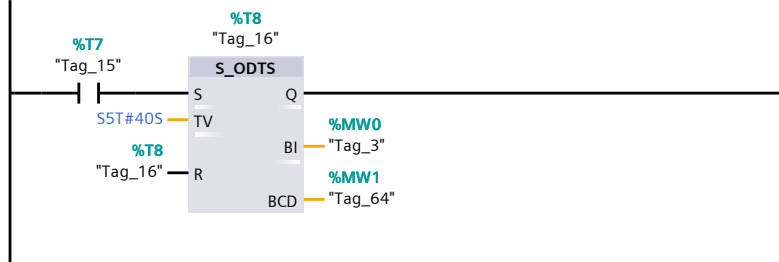 %T8
"Tag_16"
%T7
"Tag_15"
S_ODTS
S Q
S5T#40S TV
%MW0
BI "Tag_3"
%T8
"Tag_16" R
%MW1
BCD "Tag_64"